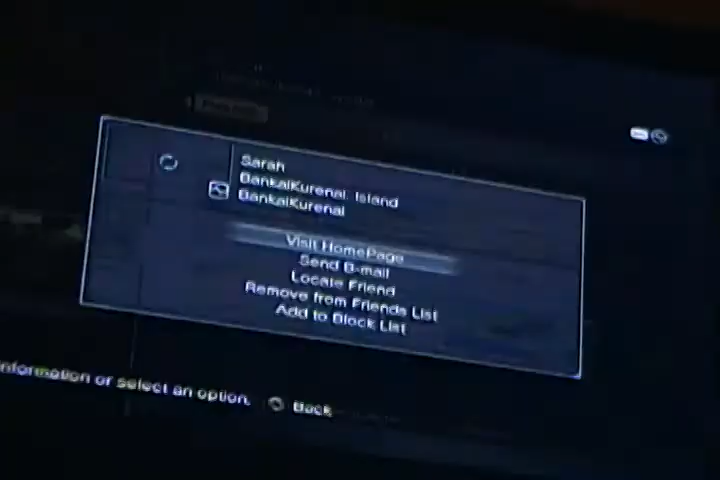 Sarah
BankaiKurenai Island
BankaiKurenai
Visit HomePage
Send E-mail
Locate Friend
Remove from Friends List
Add to Block List
information or select an option.
Back